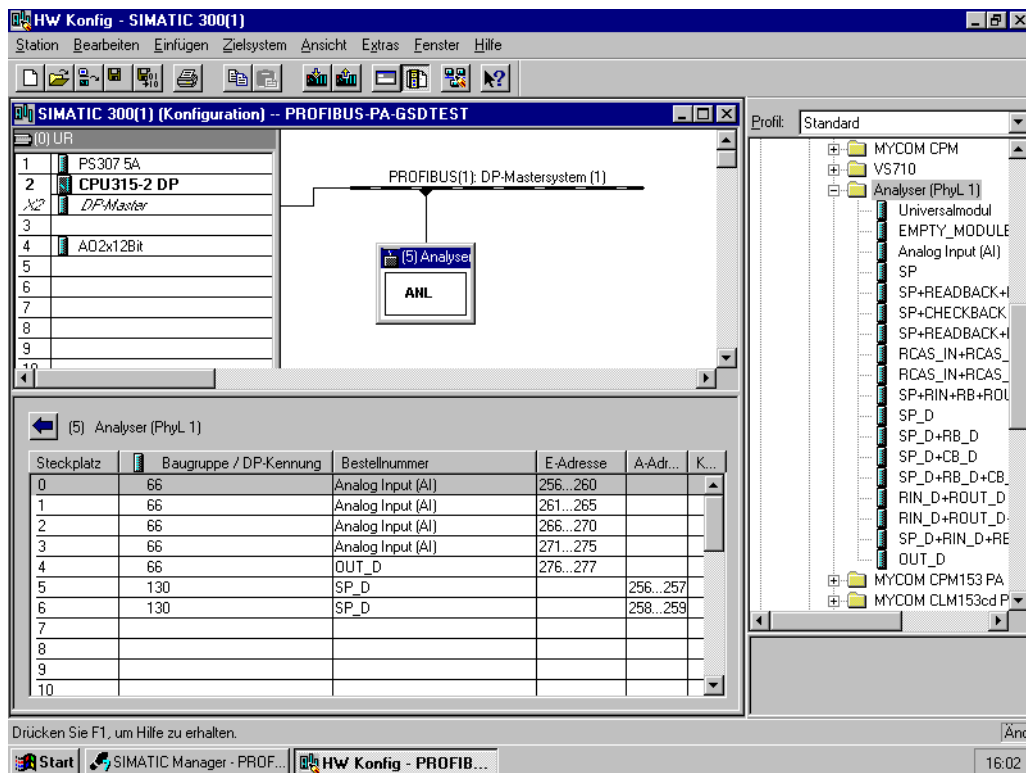 HW Konfig - SIMATIC 300(1)
Station Bearbeiten Einfügen Zielsystem Ansicht Extras Fenster Hilfe
SIMATIC 300(1) (Konfiguration) -- PROFIBUS-PA-GSDTEST
(0) UR
1 PS307 5A
2 CPU315-2 DP
X2 DP-Master
3
4 AO2x12Bit
5
6
7
8
9
10
PROFIBUS(1): DP-Mastersystem (1)
(5) Analyser
ANL
(5) Analyser (PhyL 1)
Steckplatz Baugruppe / DP-Kennung Bestellnummer E-Adresse A-Adr... K...
0 66 Analog Input (AI) 256...260
1 66 Analog Input (AI) 261...265
2 66 Analog Input (AI) 266...270
3 66 Analog Input (AI) 271...275
4 66 OUT_D 276...277
5 130 SP_D 256...257
6 130 SP_D 258...259
7
8
9
10
Profil: Standard
MYCOM CPM
VS710
Analyser (PhyL 1)
Universalmodul
EMPTY_MODULE
Analog Input (AI)
SP
SP+READBACK+
SP+CHECKBACK
SP+READBACK+
RCAS_IN+RCAS_
RCAS_IN+RCAS_
SP+RIN+RB+ROU
SP_D
SP_D+RB_D
SP_D+CB_D
SP_D+RB_D+CB_
RIN_D+ROUT_D
RIN_D+ROUT_D
SP_D+RIN_D+RE
OUT_D
MYCOM CPM153 PA
MYCOM CLM153cd P
Drücken Sie F1, um Hilfe zu erhalten.
Änd
Start SIMATIC Manager - PROF... HW Konfig - PROFIB... 16:02